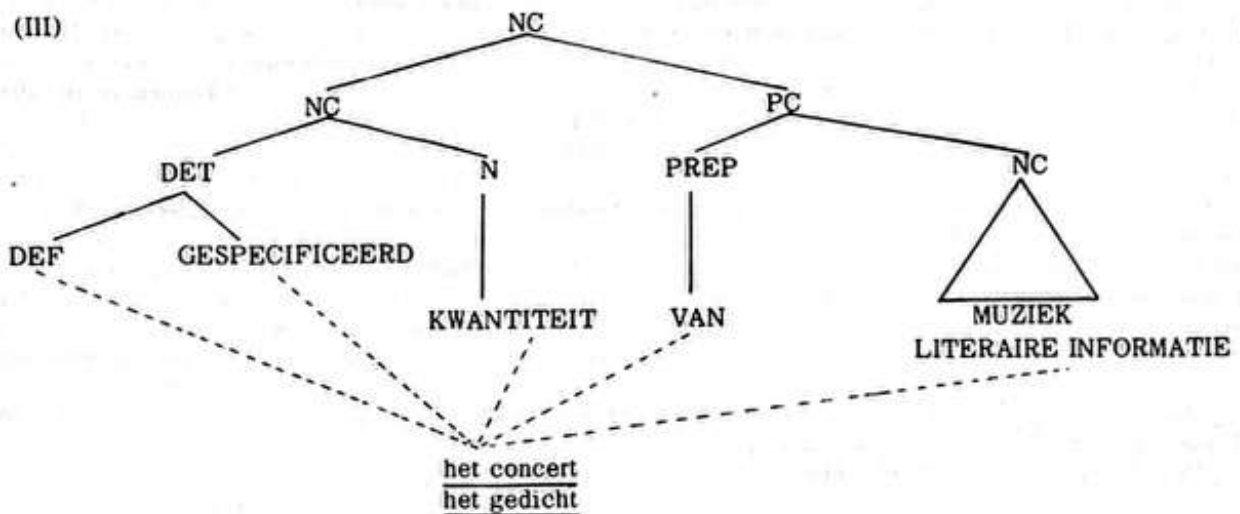 (III)
NC
NC PC
DET N PREP NC
DEF GESPECIFICEERD
KWANTITEIT VAN MUZIEK
LITERAIRE INFORMATIE
het concert
het gedicht